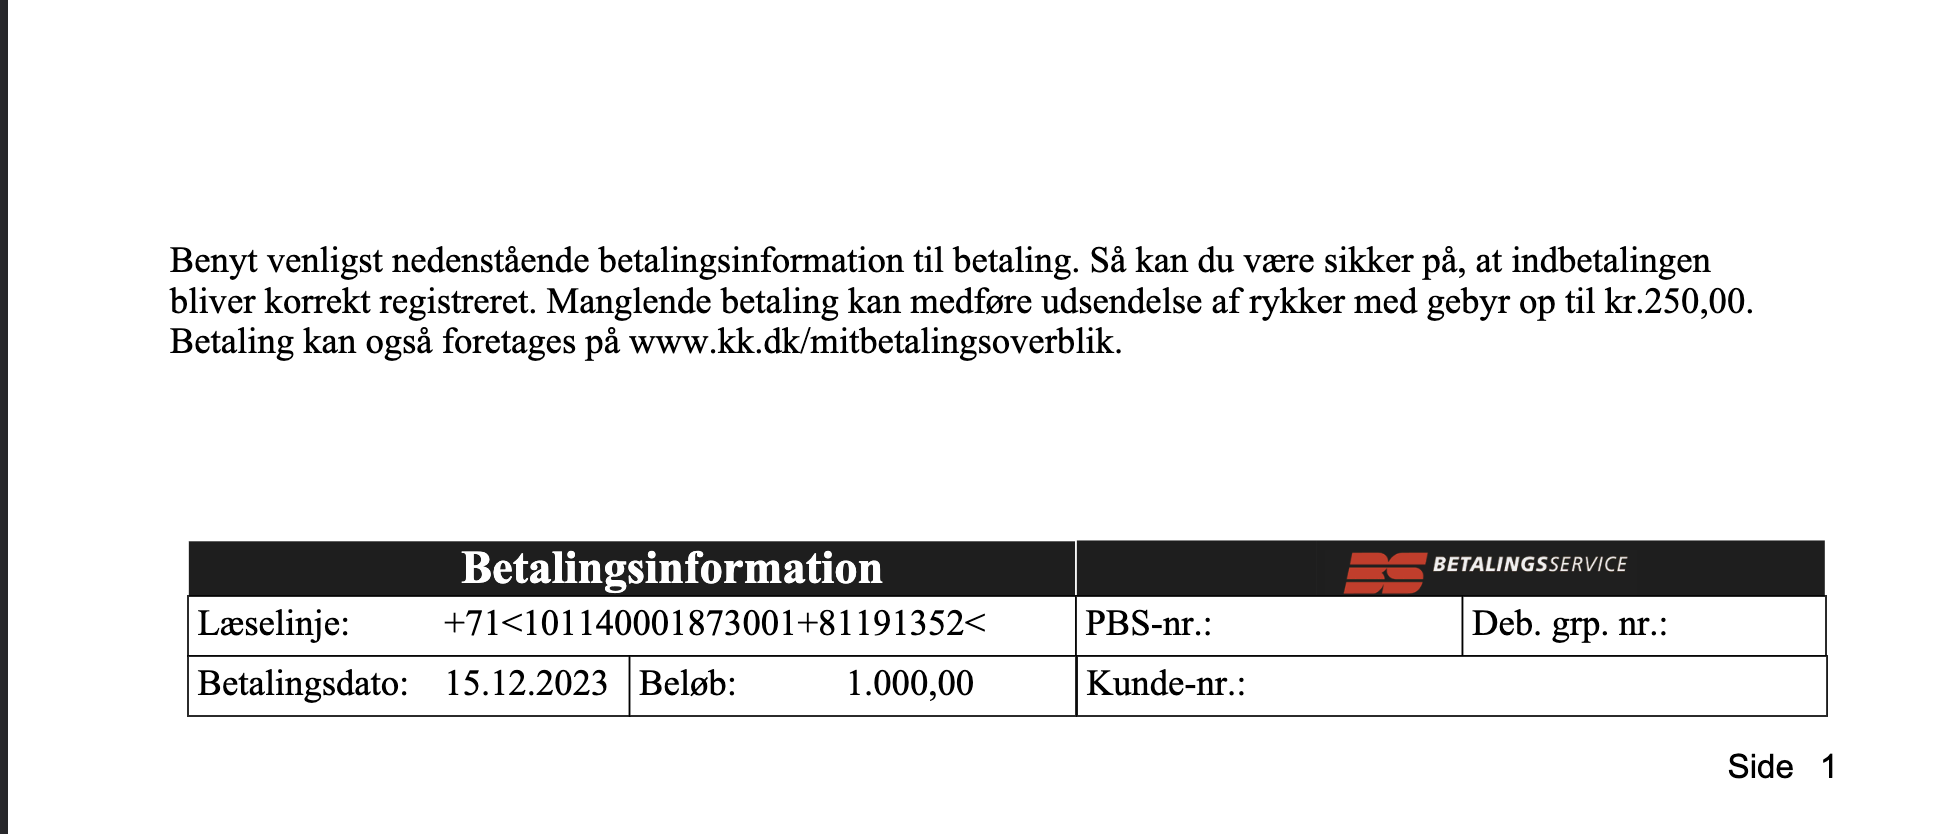 Benyt venligst nedenstående betalingsinformation til betaling. Så kan du være sikker på, at indbetalingen
bliver korrekt registreret. Manglende betaling kan medføre udsendelse af rykker med gebyr op til kr.250,00.
Betaling kan også foretages på www.kk.dk/mitbetalingsoverblik.
Betalingsinformation BS BETALINGSSERVICE
Læselinje: +71<101140001873001+81191352< PBS-nr.: Deb. grp. nr.:
Betalingsdato: 15.12.2023 Beløb: 1.000,00 Kunde-nr.:
Side 1